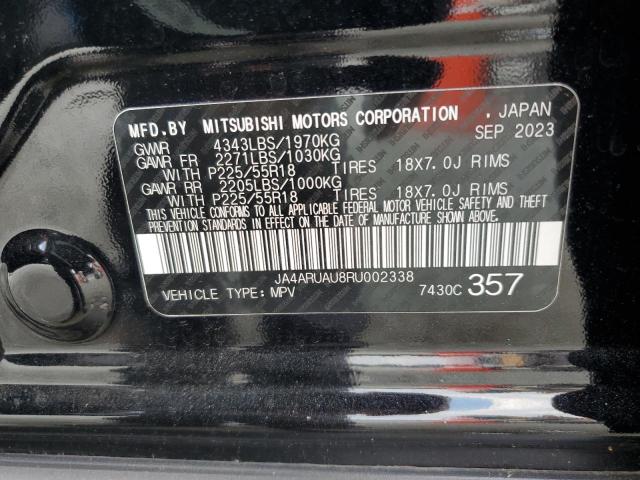 MFD.BY MITSUBISHI MOTORS CORPORATION , JAPAN
GVWR 4343LBS/1970KG SEP 2023
GAWR FR 2271LBS/1030KG
WITH P225/55R18 TIRES 18X7.0J RIMS
GAWR RR 2205LBS/1000KG
WITH P225/55R18 TIRES 18X7.0J RIMS
THIS VEHICLE CONFORMS TO ALL APPLICABLE FEDERAL MOTOR VEHICLE SAFETY AND THEFT
PREVENTION STANDARDS IN EFFECT ON THE DATE OF MANUFACTURE SHOWN ABOVE.
JA4ARUAU8RU002338
VEHICLE TYPE: MPV 7430C 357